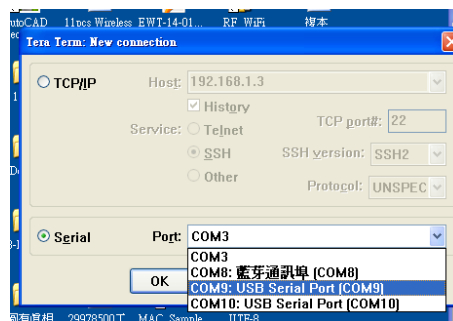 utoCAD 11pcs Wireless EWT-14-01... RF WiFi 複本
Tera Term: New connection
TCP/IP Host: 192.168.1.3
History
Service: Telnet TCP port#: 22
SSH SSH version: SSH2
Other Protocol: UNSPEC
Serial Port: COM3
COM3
COM8: 藍芽通訊埠 (COM8)
OK COM9: USB Serial Port (COM9)
COM10: USB Serial Port (COM10)
29978500T MAC Sample UTF-8